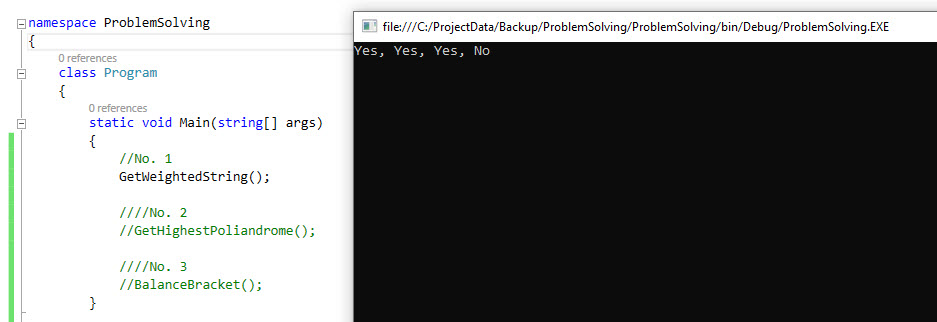 namespace ProblemSolving
{
0 references
class Program
{
0 references
static void Main(string[] args)
{
//No. 1
GetWeightedString();
////No. 2
//GetHighestPoliandrome();
////No. 3
//BalanceBracket();
}
file:///C:/ProjectData/Backup/ProblemSolving/ProblemSolving/bin/Debug/ProblemSolving.EXE
Yes, Yes, Yes, No